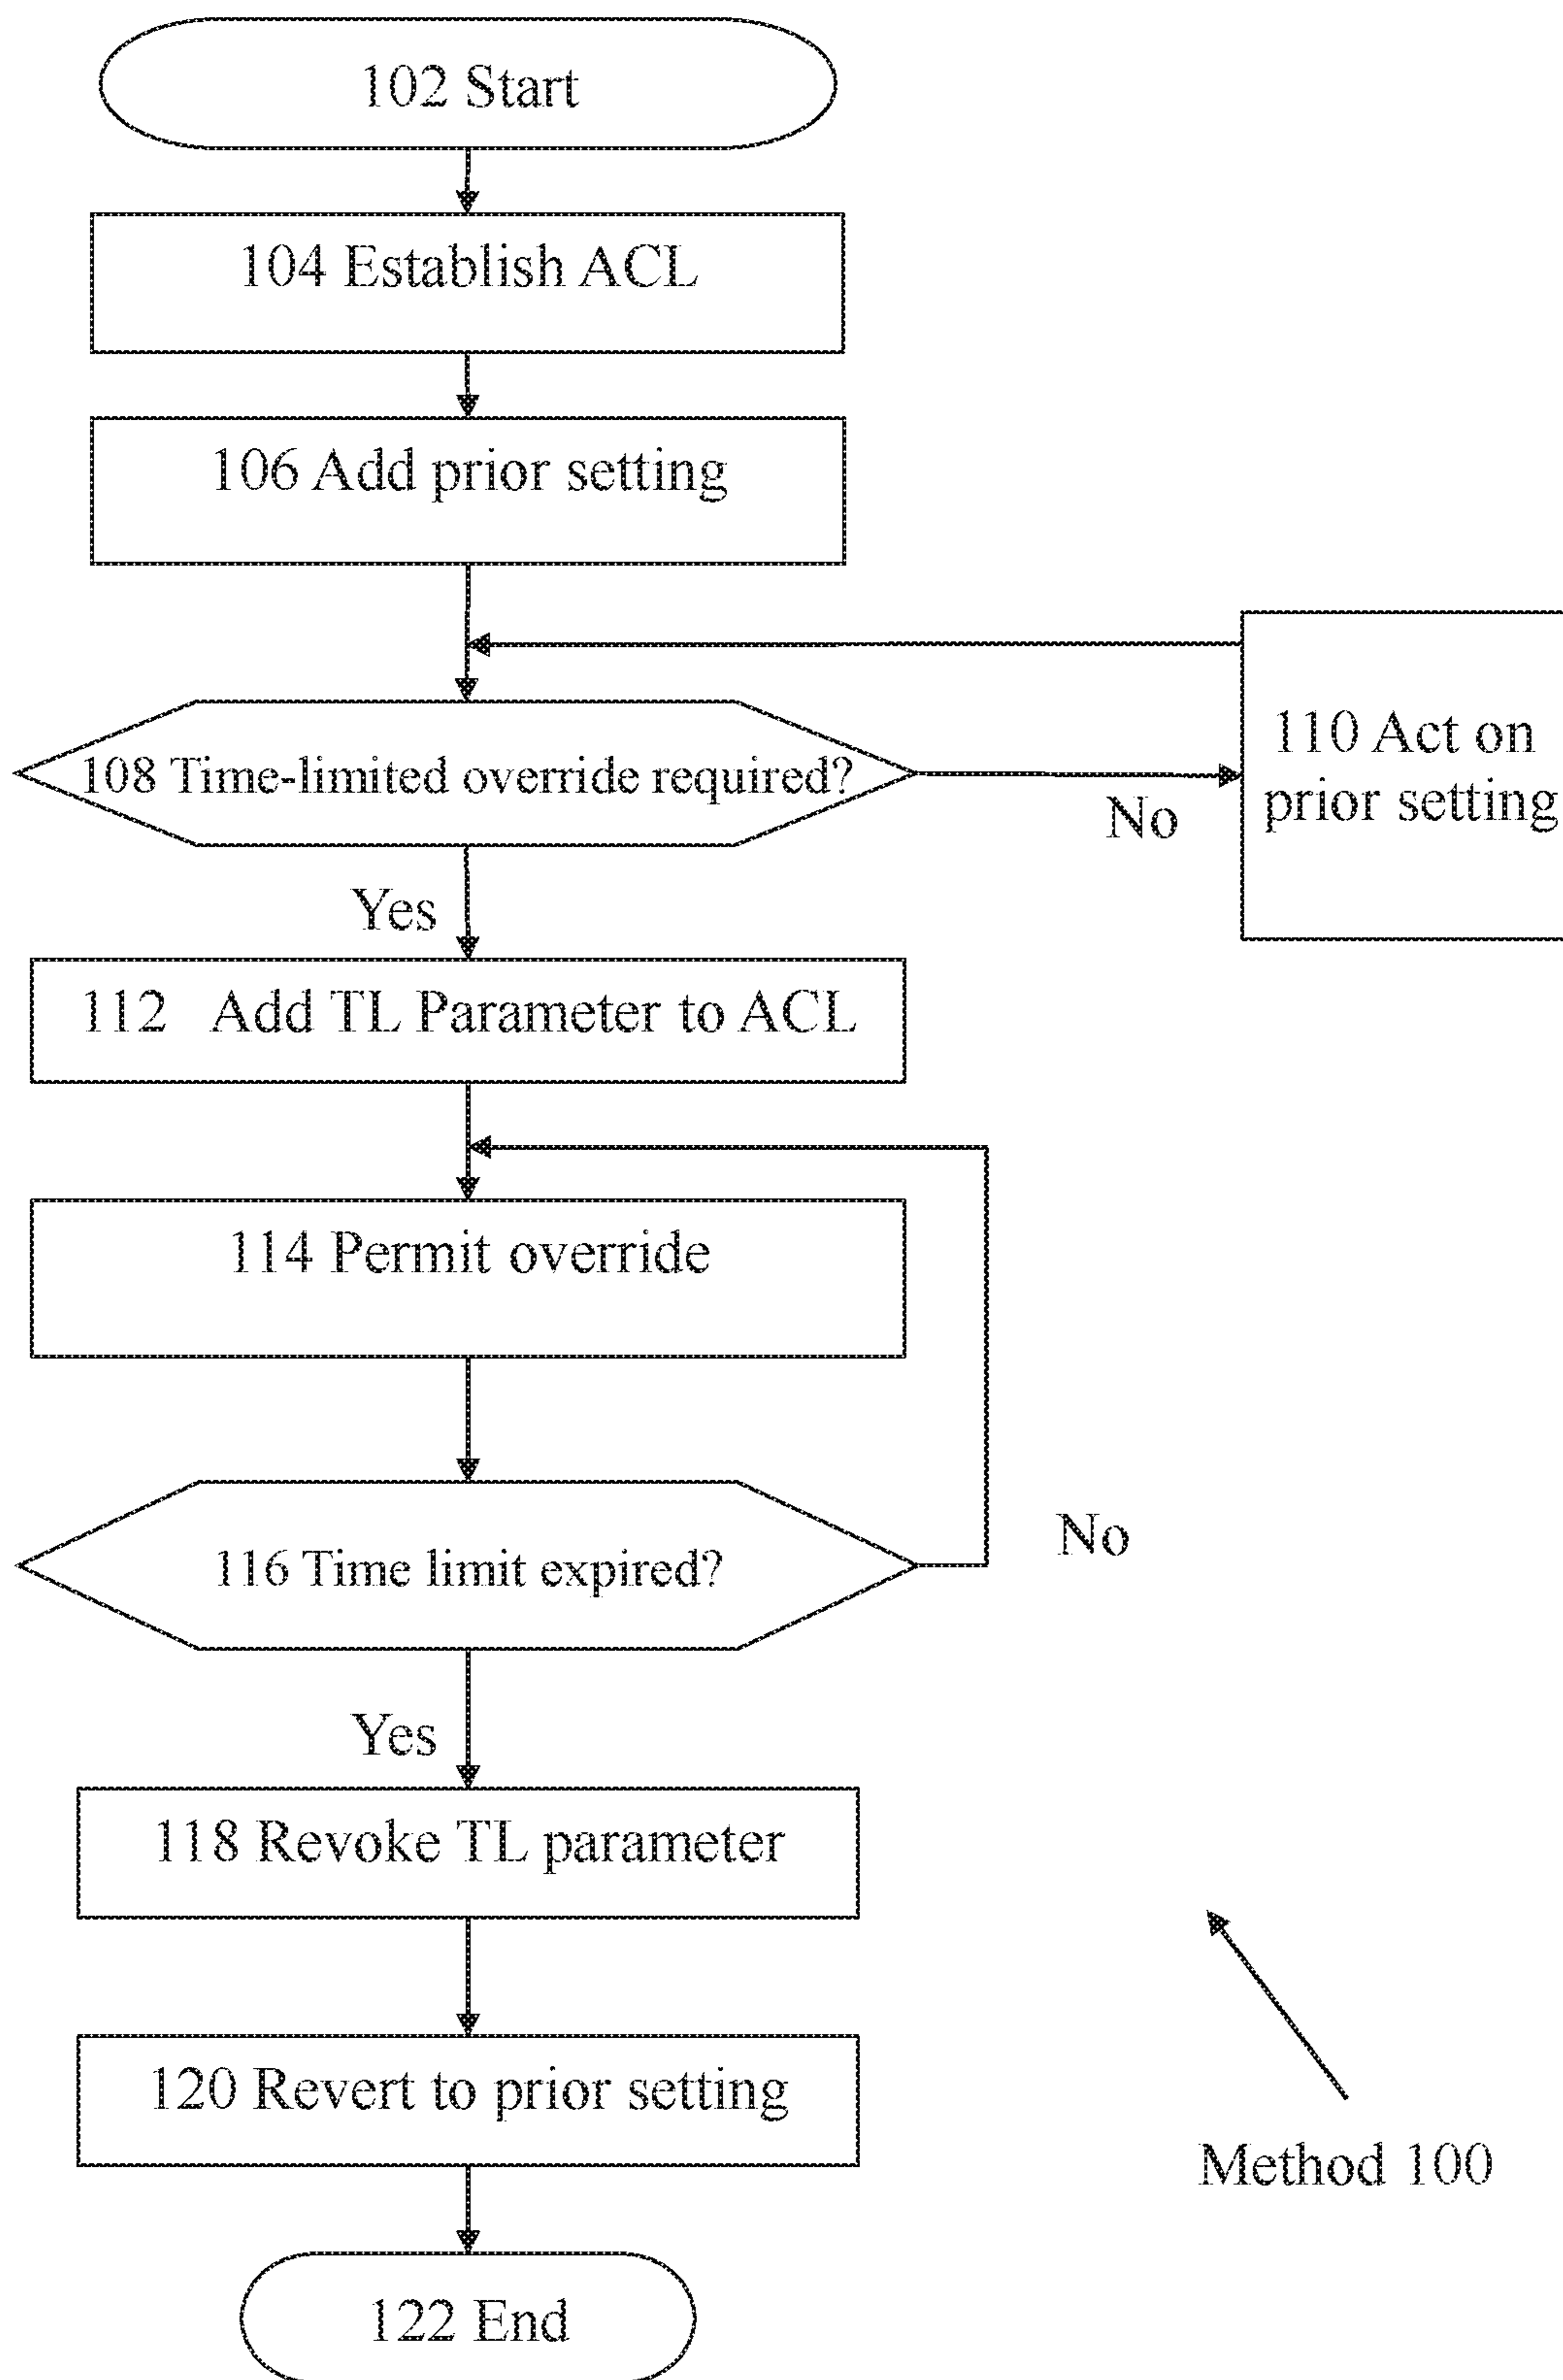 102 Start
104 Establish ACL
106 Add prior setting
108 Time-limited override required?
No
110 Act on
prior setting
Yes
112 Add TL Parameter to ACL
114 Permit override
116 Time limit expired?
No
Yes
118 Revoke TL parameter
120 Revert to prior setting
Method 100
122 End